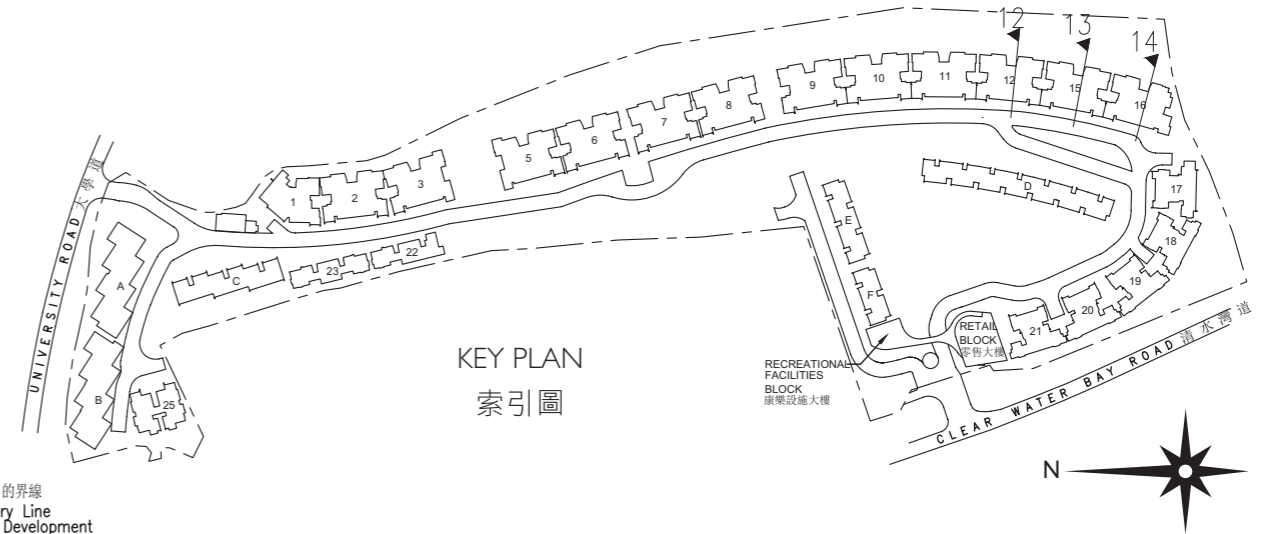 12
13
14
9
10
11
12
15
16
8
7
6
5
3
2
1
UNIVERSITY ROAD 大學道
D
17
E
18
A
C
23
22
19
F
20
21
RETAIL
BLOCK
零售大樓
KEY PLAN
索引圖
RECREATIONAL
FACILITIES
BLOCK
康樂設施大樓
B
25
CLEAR WATER BAY ROAD 清水灣道
N
的界線
ry Line
Development